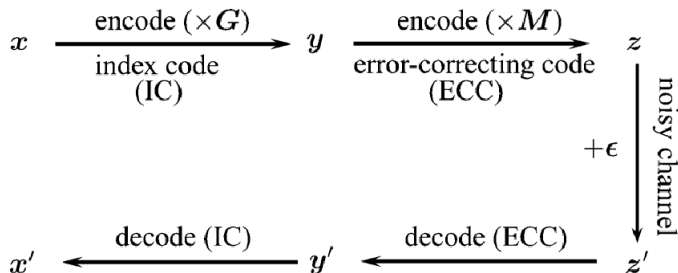 encode (×G) encode (×M)
x y z
index code error-correcting code
(IC) (ECC)
+ϵ noisy channel
decode (IC) decode (ECC)
x′ y′ z′